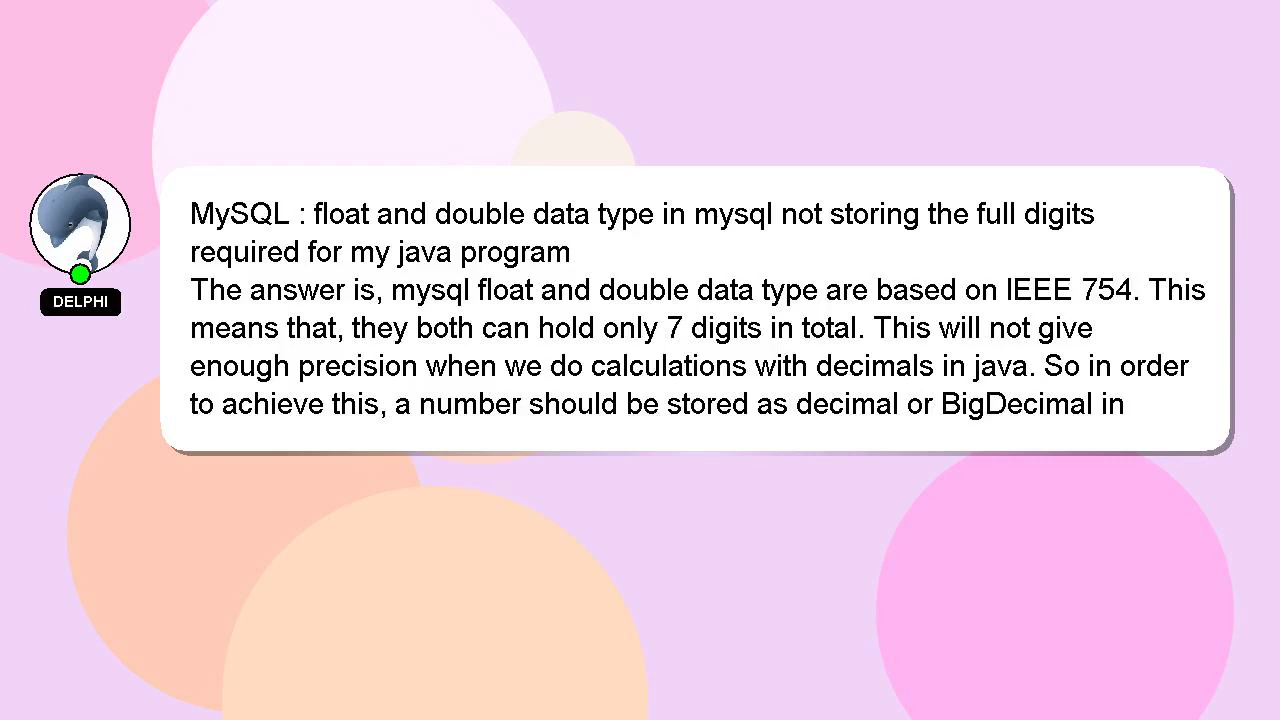 MySQL : float and double data type in mysql not storing the full digits
required for my java program
The answer is, mysql float and double data type are based on IEEE 754. This
means that, they both can hold only 7 digits in total. This will not give
enough precision when we do calculations with decimals in java. So in order
to achieve this, a number should be stored as decimal or BigDecimal in
DELPHI